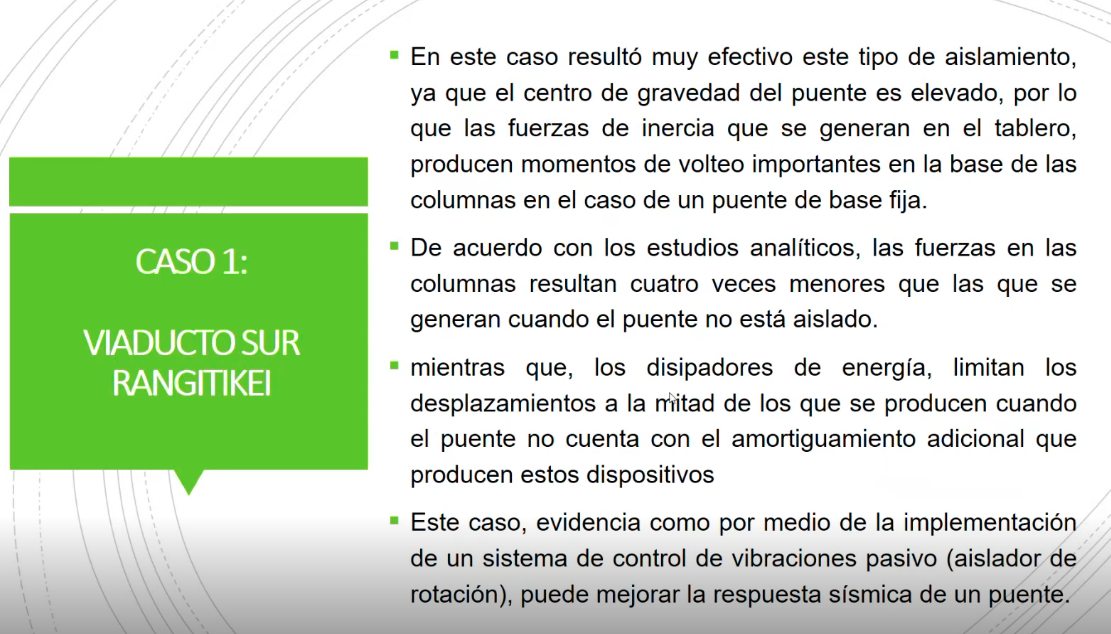 CASO 1:
VIADUCTO SUR
RANGITIKEI
En este caso resultó muy efectivo este tipo de aislamiento,
ya que el centro de gravedad del puente es elevado, por lo
que las fuerzas de inercia que se generan en el tablero,
producen momentos de volteo importantes en la base de las
columnas en el caso de un puente de base fija.
De acuerdo con los estudios analíticos, las fuerzas en las
columnas resultan cuatro veces menores que las que se
generan cuando el puente no está aislado.
mientras que, los disipadores de energía, limitan los
desplazamientos a la mitad de los que se producen cuando
el puente no cuenta con el amortiguamiento adicional que
producen estos dispositivos
Este caso, evidencia como por medio de la implementación
de un sistema de control de vibraciones pasivo (aislador de
rotación), puede mejorar la respuesta sísmica de un puente.